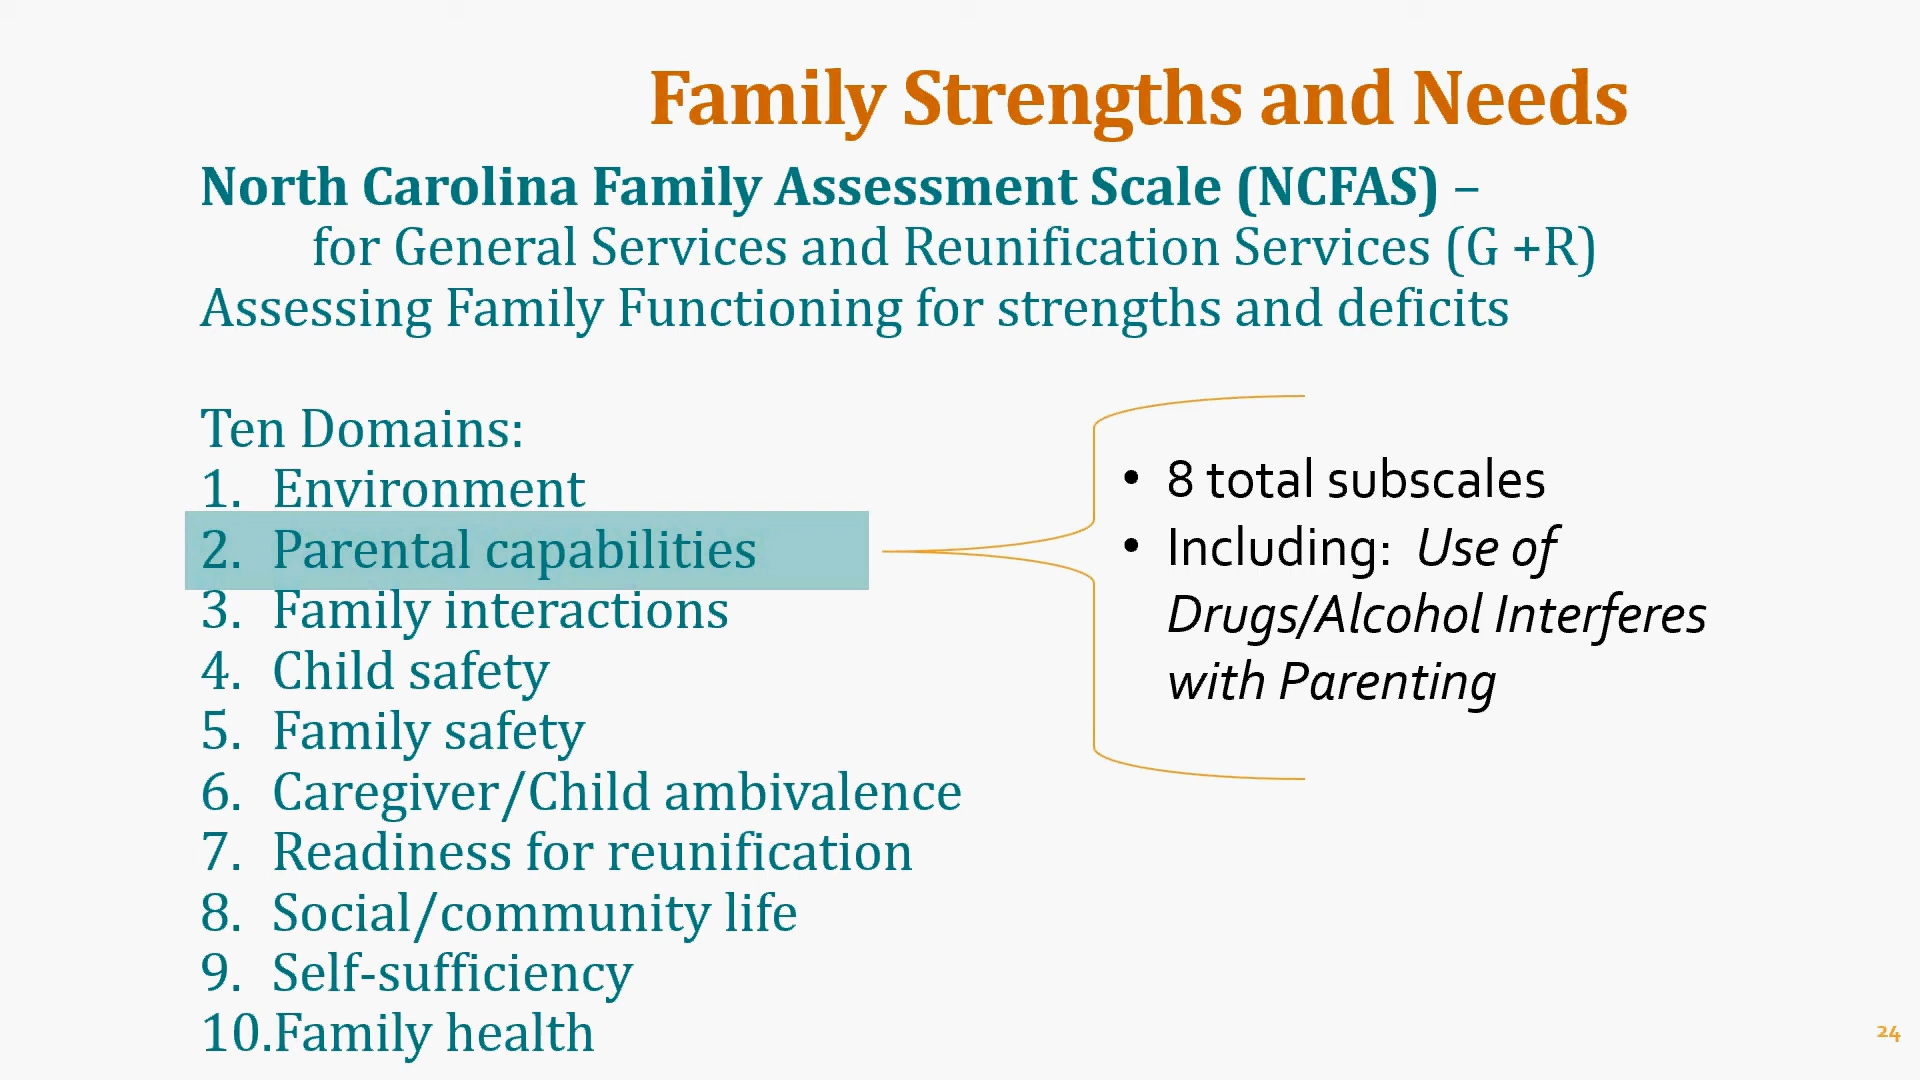 Family Strengths and Needs
North Carolina Family Assessment Scale (NCFAS) –
for General Services and Reunification Services (G +R)
Assessing Family Functioning for strengths and deficits
Ten Domains:
1. Environment
2. Parental capabilities
3. Family interactions
4. Child safety
5. Family safety
6. Caregiver/Child ambivalence
7. Readiness for reunification
8. Social/community life
9. Self-sufficiency
10.Family health
• 8 total subscales
• Including: Use of
Drugs/Alcohol Interferes
with Parenting
24